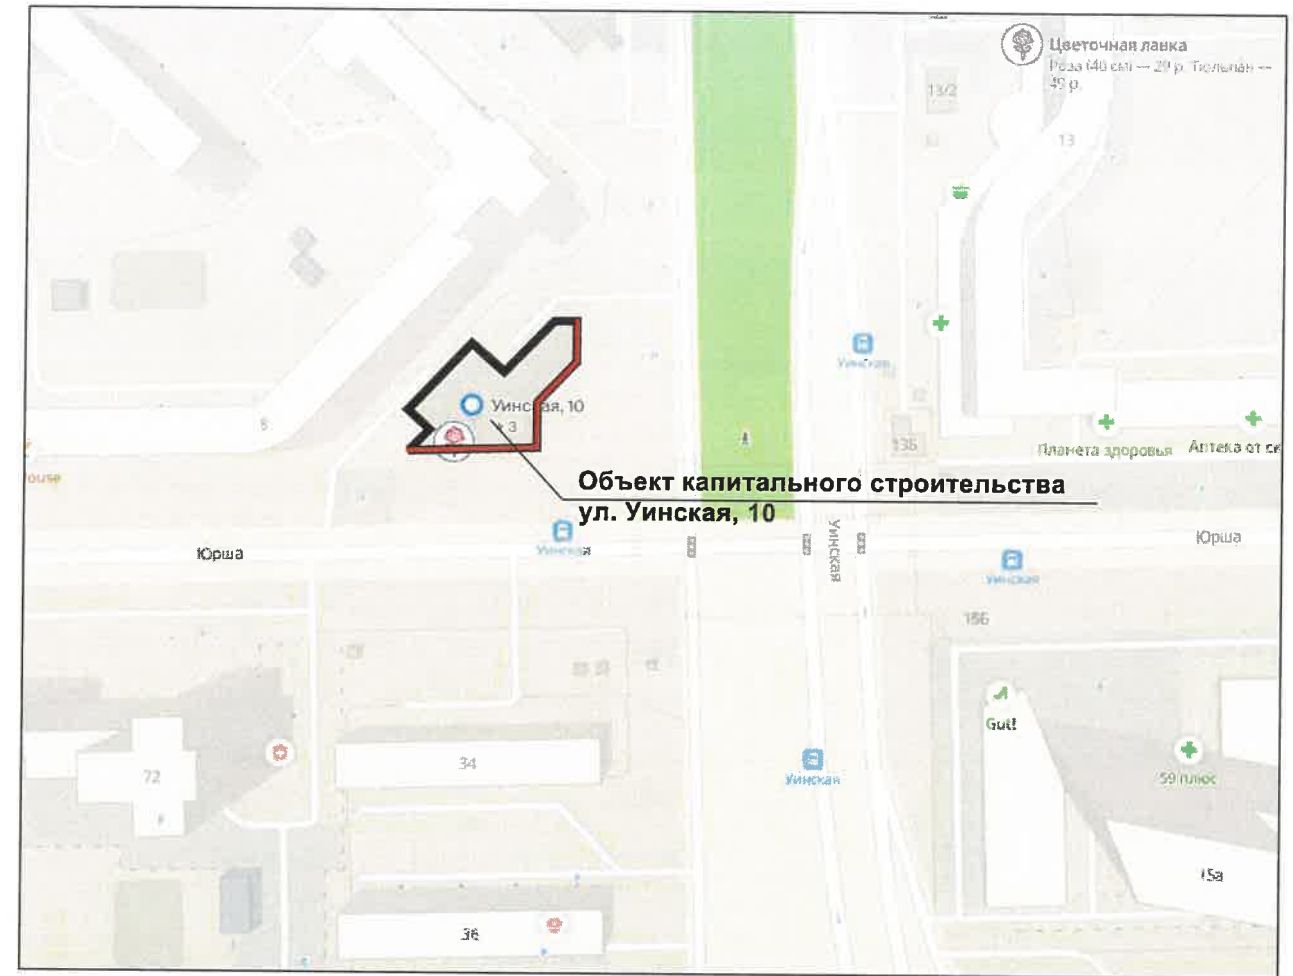 Цветочная лавка
Роза (40 см) — 29 р. Тюльпан —
49 р.
13/2
13
Уинская
8
Уинская, 10
3
13Б
Планета здоровья
Аптека от ск
ouse
Объект капитального строительства
ул. Уинская, 10
Юрша
Уинская
Уинская
Юрша
Уинская
Gut!
72
34
Уинская
59 плюс
15а
36